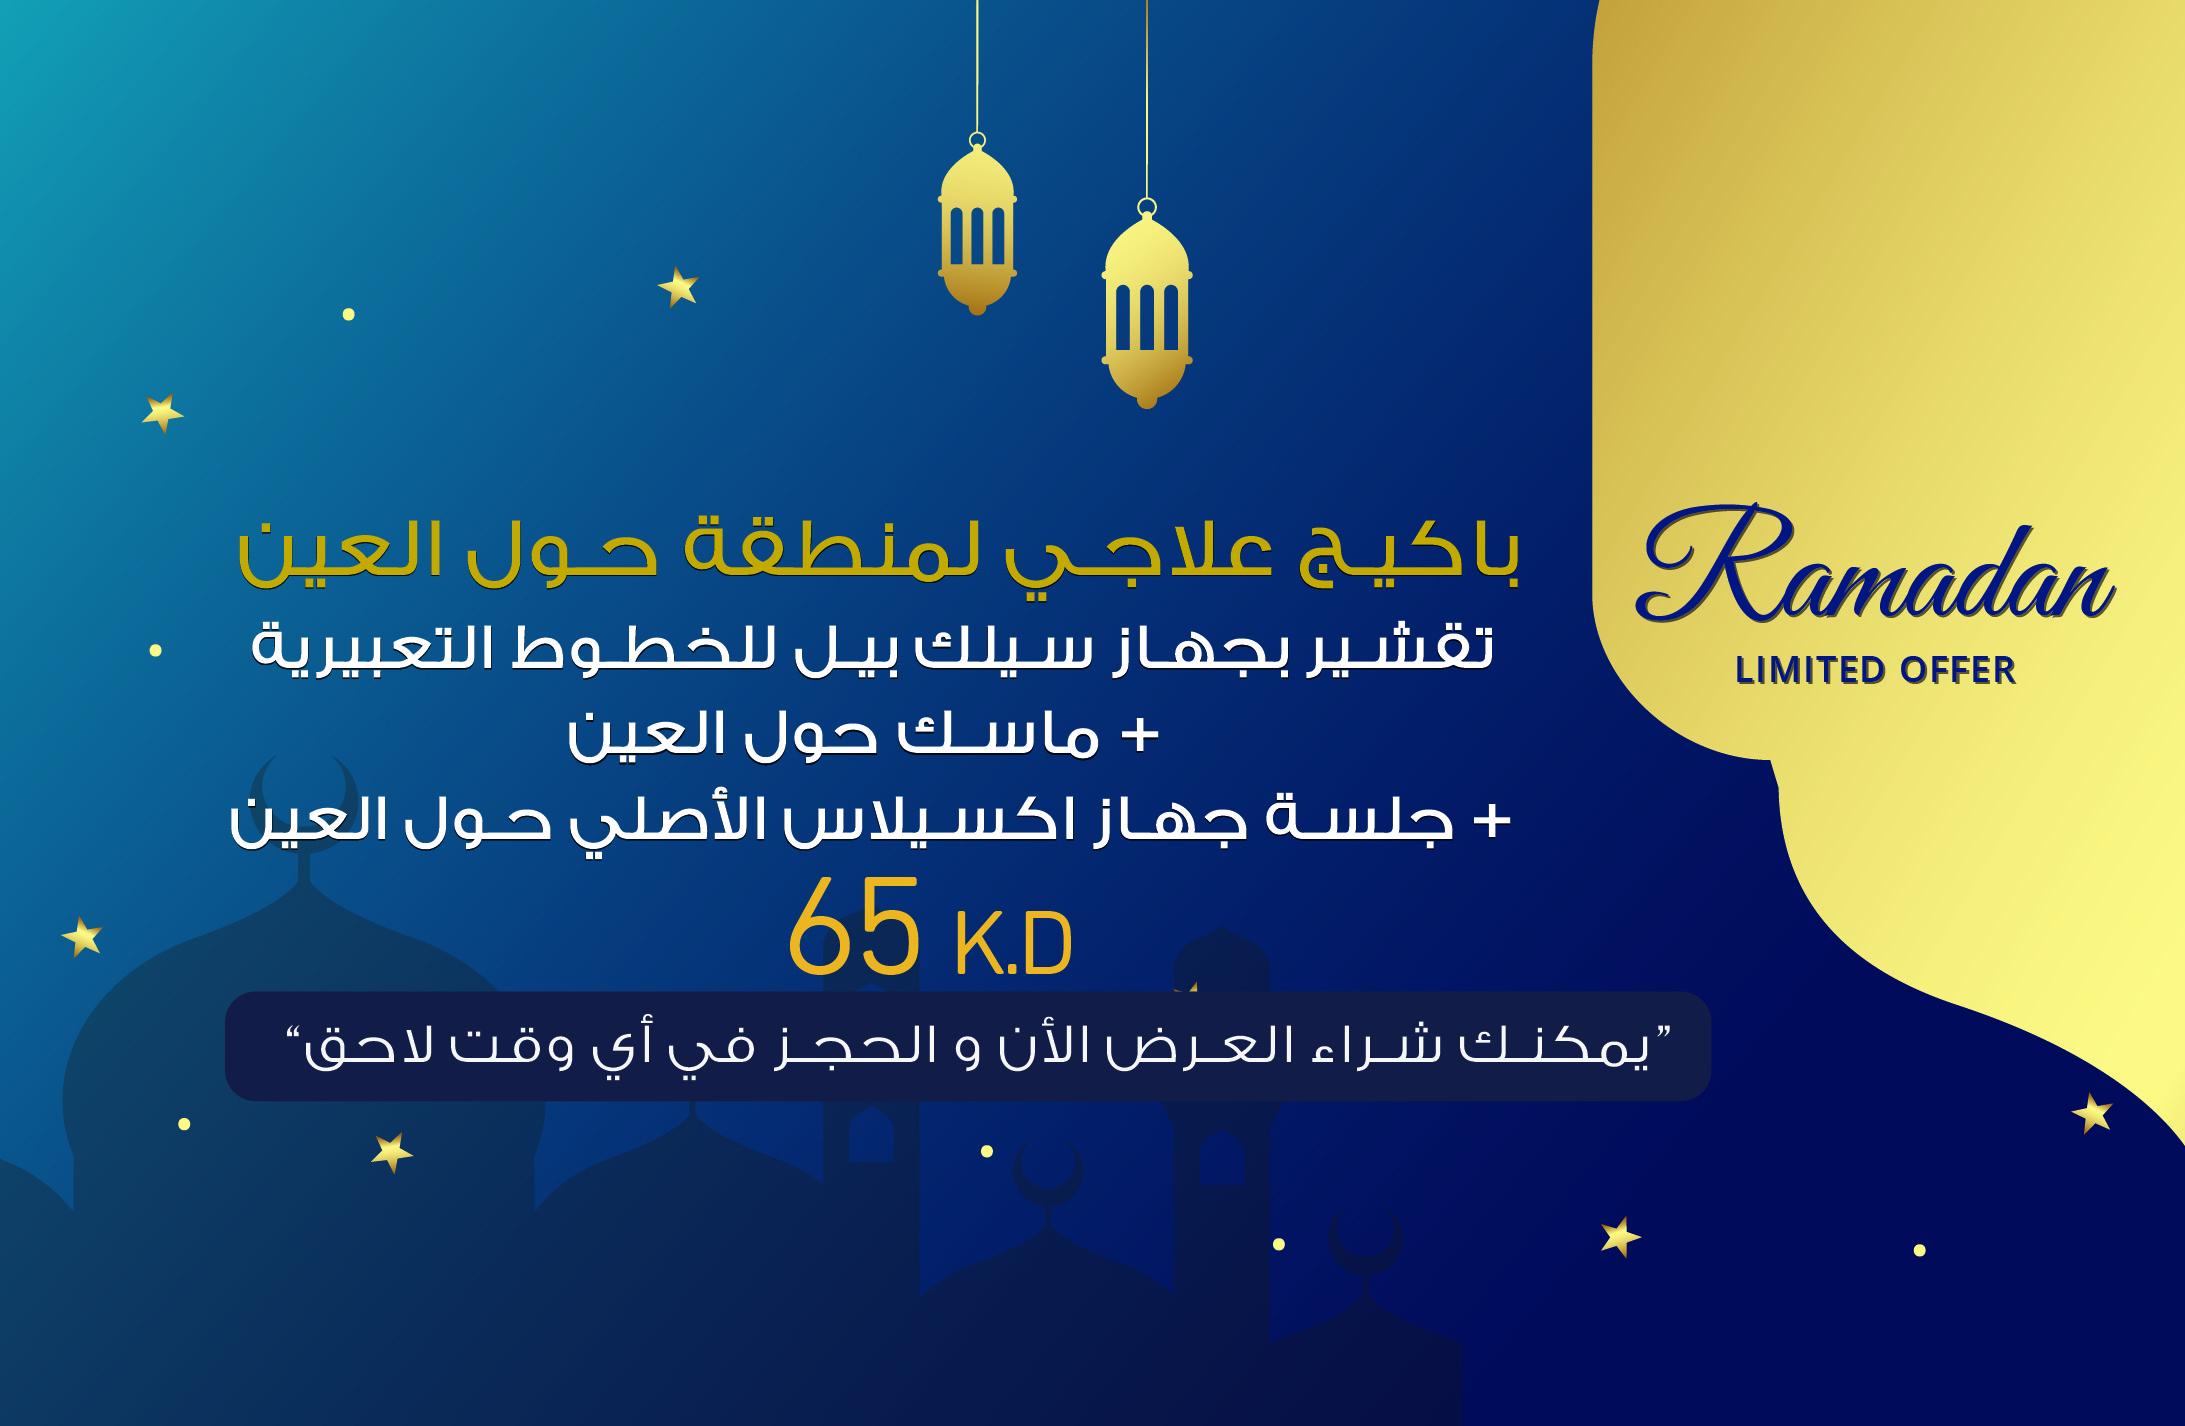 باكيج علاجي لمنطقة حول العين
تقشير بجهاز سيلك بيل للخطوط التعبيرية
+ ماسك حول العين
+ جلسة جهاز اكسيلاس الأصلي حول العين
65 K.D
”يمكنك شراء العرض الأن و الحجز في أي وقت لاحق“
Ramadan
LIMITED OFFER